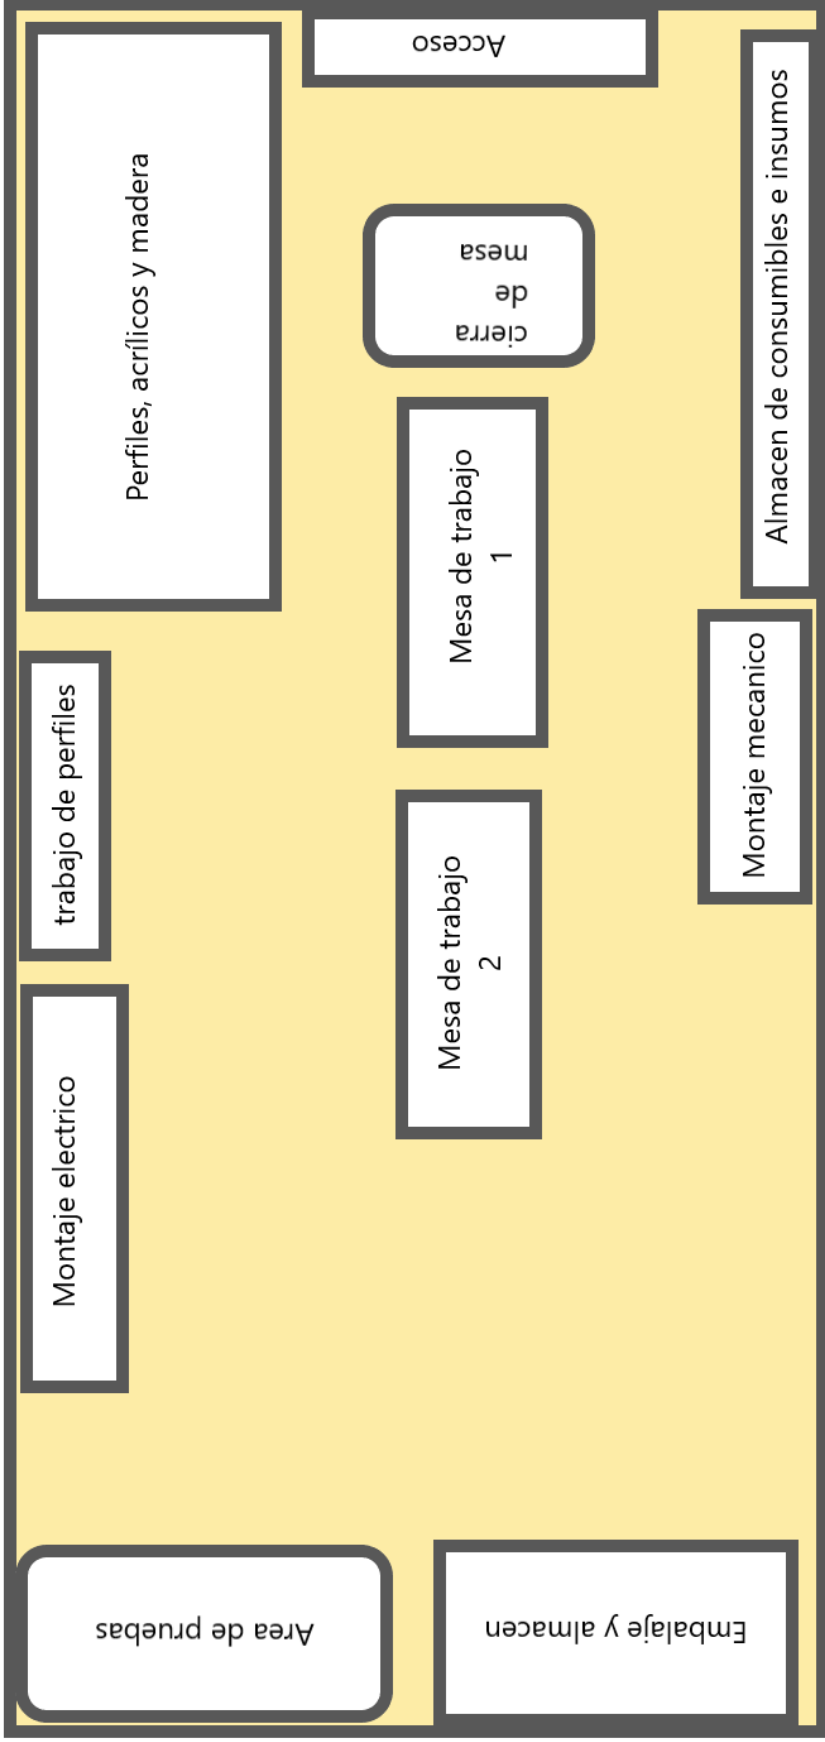 Acceso
Perfiles, acrílicos y madera
Almacen de consumibles e insumos
cierra
de
mesa
Mesa de trabajo
1
Montaje mecanico
trabajo de perfiles
Mesa de trabajo
2
Montaje electrico
Area de pruebas
Embalaje y almacen